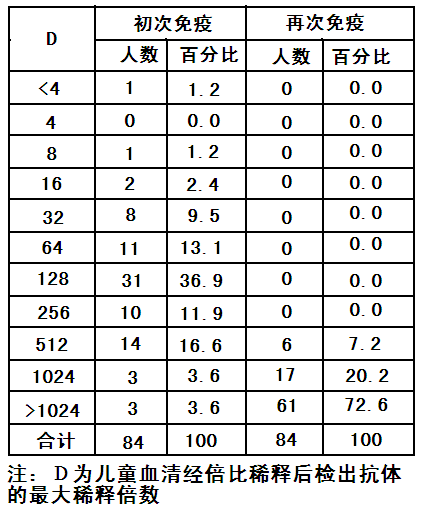 D 初次免疫 再次免疫
人数 百分比 人数 百分比
<4 1 1.2 0 0.0
4 0 0.0 0 0.0
8 1 1.2 0 0.0
16 2 2.4 0 0.0
32 8 9.5 0 0.0
64 11 13.1 0 0.0
128 31 36.9 0 0.0
256 10 11.9 0 0.0
512 14 16.6 6 7.2
1024 3 3.6 17 20.2
>1024 3 3.6 61 72.6
合计 84 100 84 100
注：D为儿童血清经倍比稀释后检出抗体
的最大稀释倍数